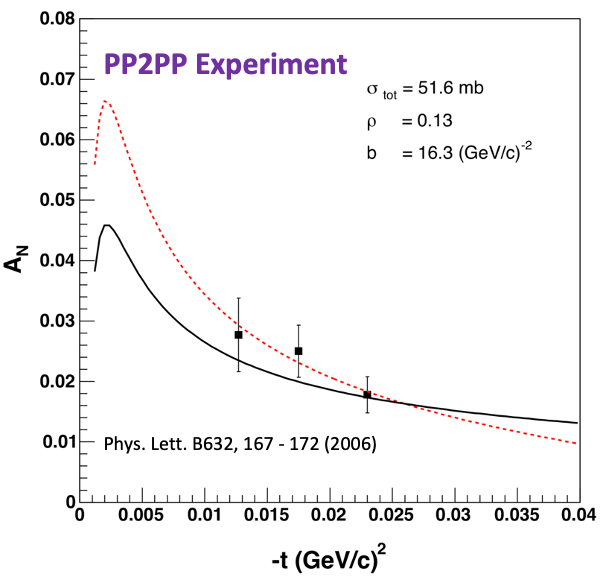 PP2PP Experiment
σ tot = 51.6 mb
ρ = 0.13
b = 16.3 (GeV/c)-2
AN
0.08
0.07
0.06
0.05
0.04
0.03
0.02
0.01
0
Phys. Lett. B632, 167 - 172 (2006)
0 0.005 0.01 0.015 0.02 0.025 0.03 0.035 0.04
-t (GeV/c)2